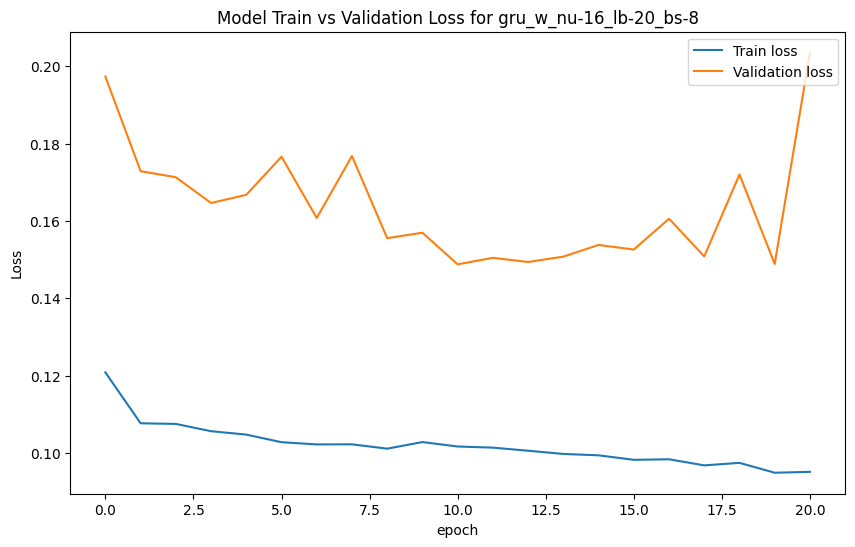 Model Train vs Validation Loss for gru_w_nu-16_lb-20_bs-8
Train loss
Validation loss
0.20
0.18
0.16
0.14
0.12
0.10
Loss
0.0 2.5 5.0 7.5 10.0 12.5 15.0 17.5 20.0
epoch